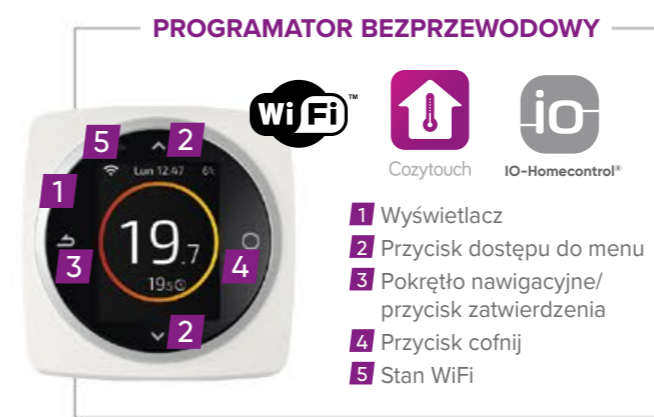 PROGRAMATOR BEZPRZEWODOWY
WiFi™
Cozytouch
io
IO-Homecontrol®
5
2
Lun 12:47
1
19.7
3
4
19.5
2
1 Wyświetlacz
2 Przycisk dostępu do menu
3 Pokrętło nawigacyjne/
przycisk zatwierdzenia
4 Przycisk cofnij
5 Stan WiFi